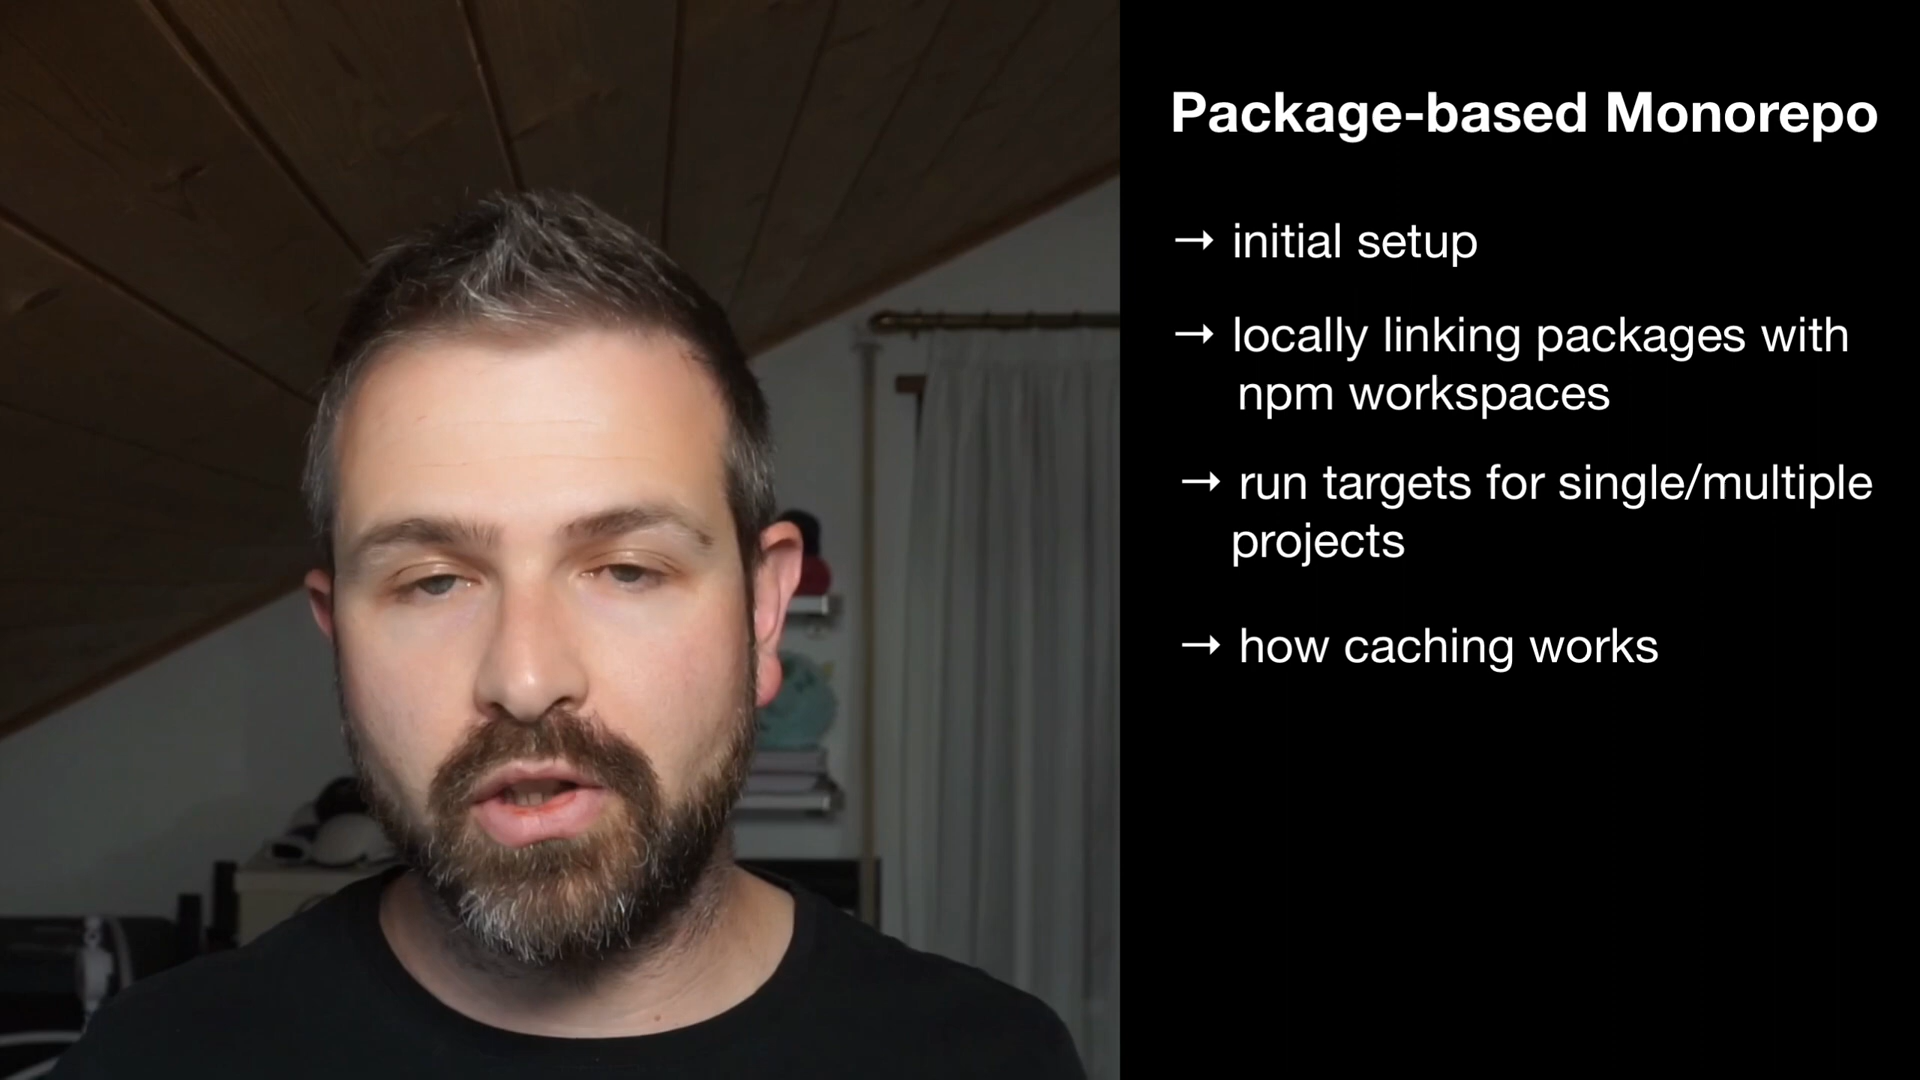 Package-based Monorepo
→ initial setup
→ locally linking packages with
npm workspaces
→ run targets for single/multiple
projects
→ how caching works